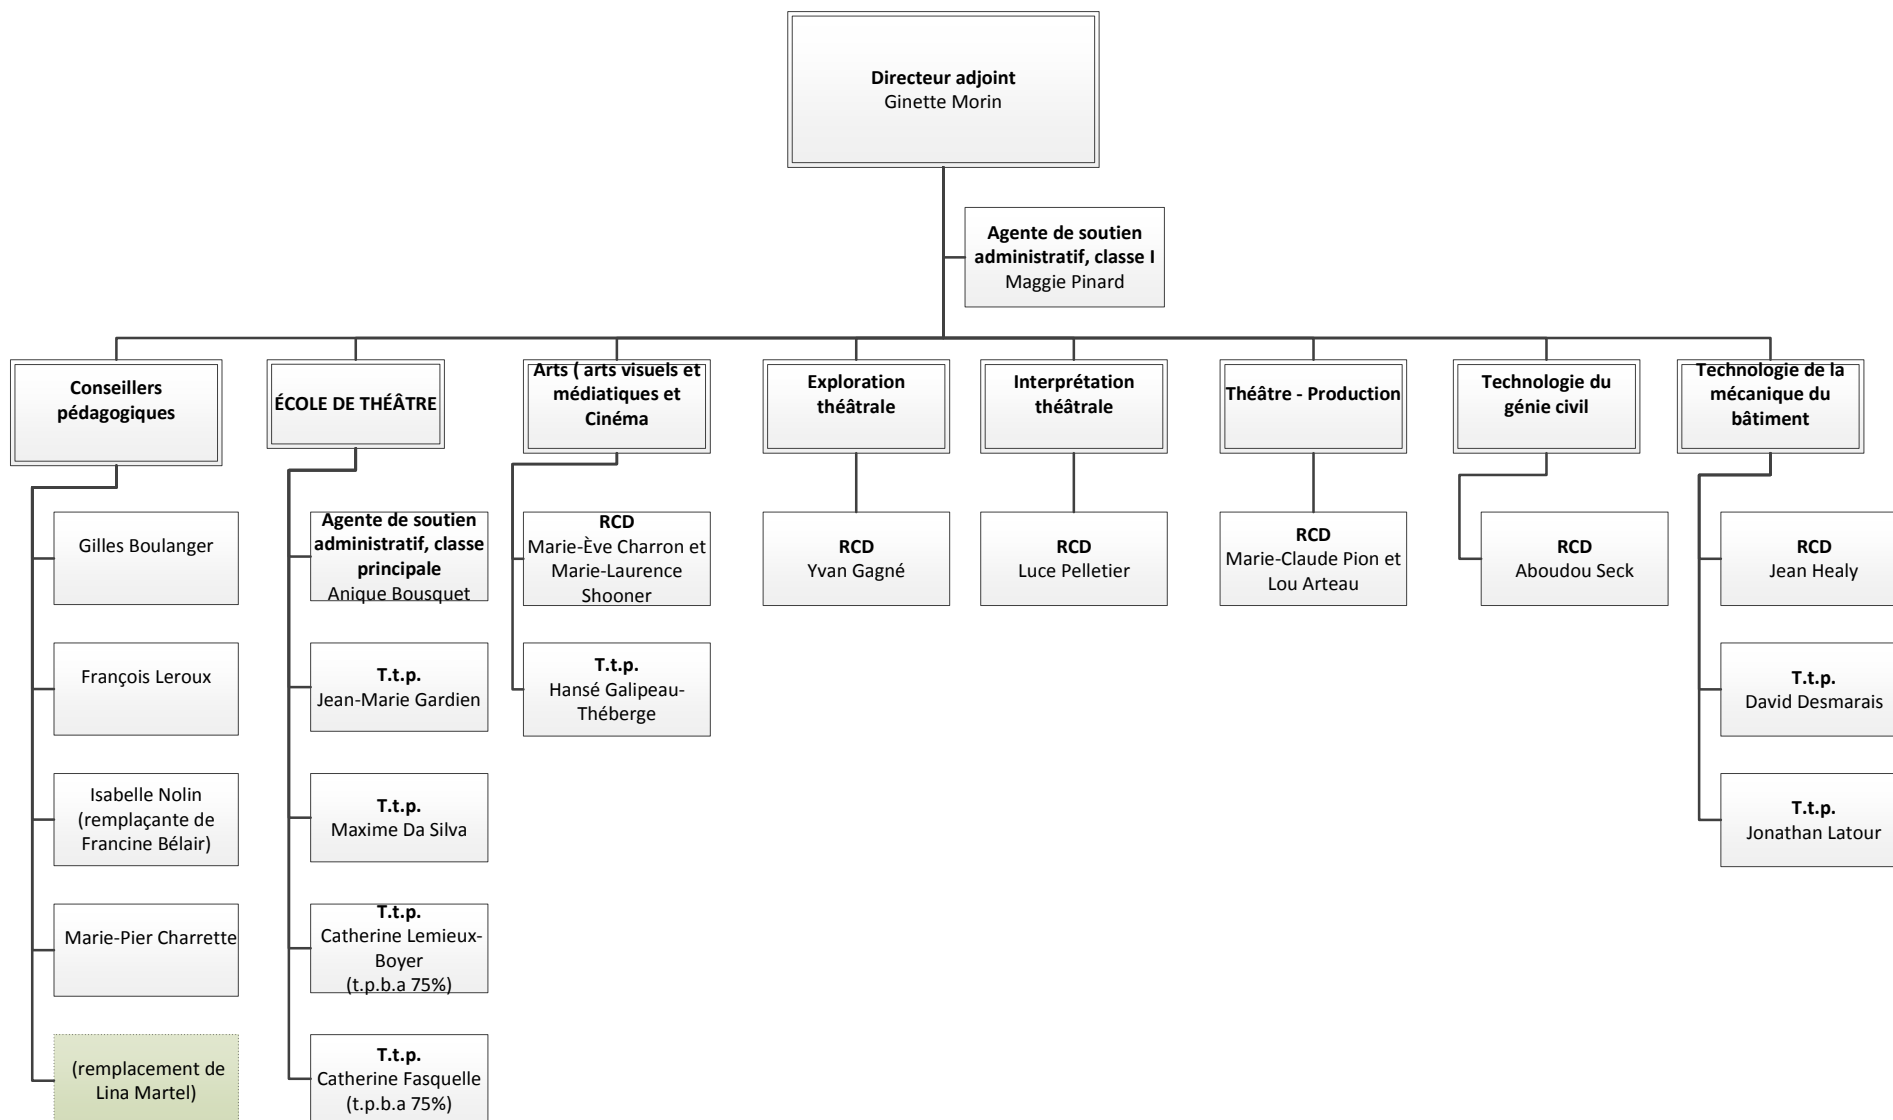 Directeur adjoint
Ginette Morin
Agente de soutien
administratif, classe I
Maggie Pinard
Conseillers
pédagogiques
Gilles Boulanger
François Leroux
Isabelle Nolin
(remplaçante de
Francine Bélair)
Marie-Pier Charrette
(remplacement de
Lina Martel)
ÉCOLE DE THÉÂTRE
Agente de soutien
administratif, classe
principale
Anique Bousquet
T.t.p.
Jean-Marie Gardien
T.t.p.
Maxime Da Silva
T.t.p.
Catherine Lemieux-
Boyer
(t.p.b.a 75%)
T.t.p.
Catherine Fasquelle
(t.p.b.a 75%)
Arts ( arts visuels et
médiatiques et
Cinéma
RCD
Marie-Ève Charron et
Marie-Laurence
Shooner
T.t.p.
Hansé Galipeau-
Théberge
Exploration
théâtrale
RCD
Yvan Gagné
Interprétation
théâtrale
RCD
Luce Pelletier
Théâtre - Production
RCD
Marie-Claude Pion et
Lou Arteau
Technologie du
génie civil
RCD
Aboudou Seck
Technologie de la
mécanique du
bâtiment
RCD
Jean Healy
T.t.p.
David Desmarais
T.t.p.
Jonathan Latour